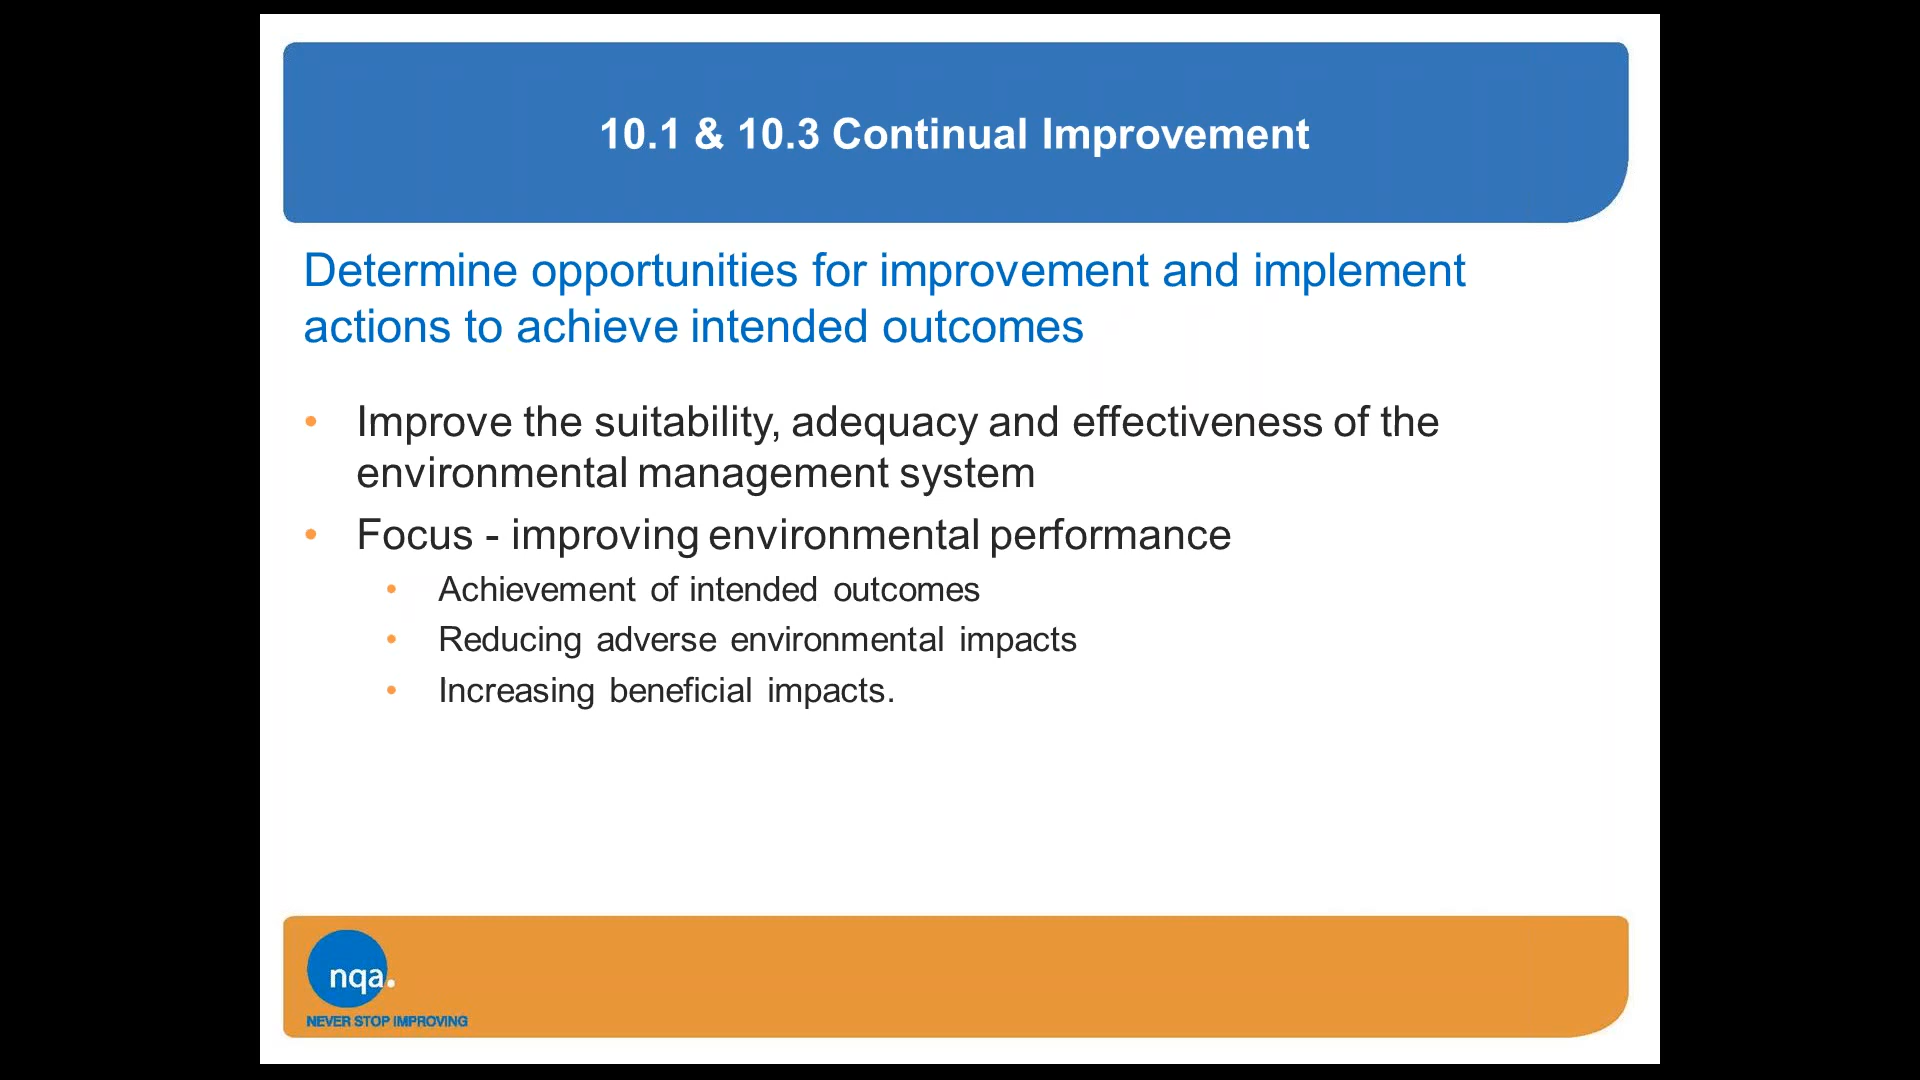 10.1 & 10.3 Continual Improvement
Determine opportunities for improvement and implement
actions to achieve intended outcomes
• Improve the suitability, adequacy and effectiveness of the
environmental management system
• Focus - improving environmental performance
• Achievement of intended outcomes
• Reducing adverse environmental impacts
• Increasing beneficial impacts.
nqa.
NEVER STOP IMPROVING